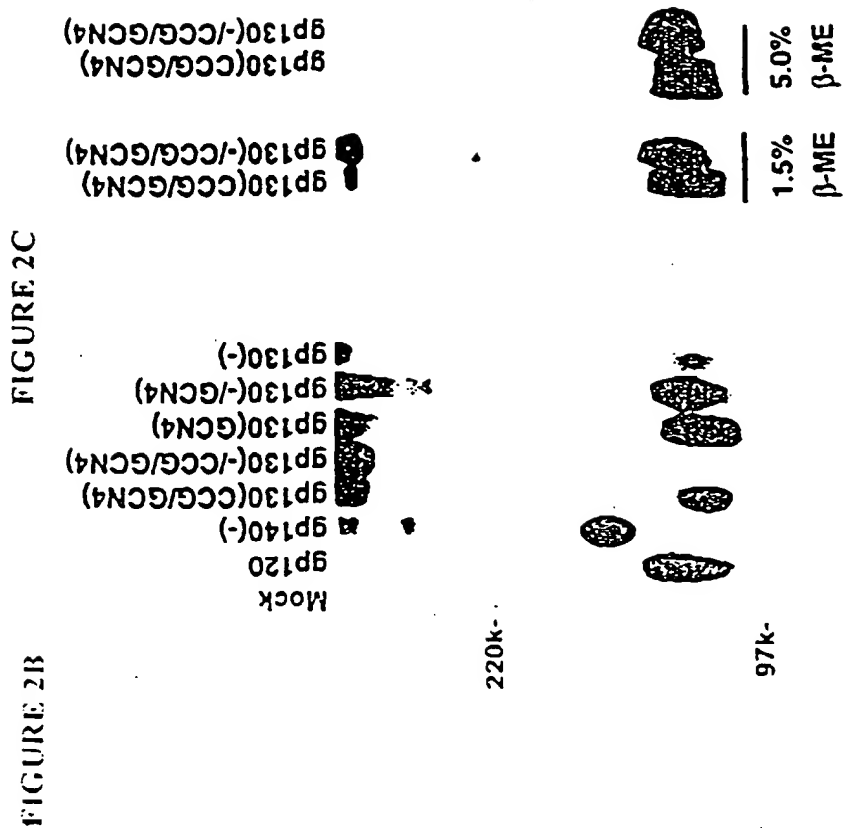 FIGURE 2B
Mock
gp120
gp140(-)
gp130(CCG/GCN4)
gp130(-/CCG/GCN4)
gp130(GCN4)
gp130(-/GCN4)
gp130(-)
220k-
97k-
FIGURE 2C
gp130(CCG/GCN4)
gp130(-/CCG/GCN4)
gp130(CCG/GCN4)
gp130(-/CCG/GCN4)
1.5%
β-ME
5.0%
β-ME